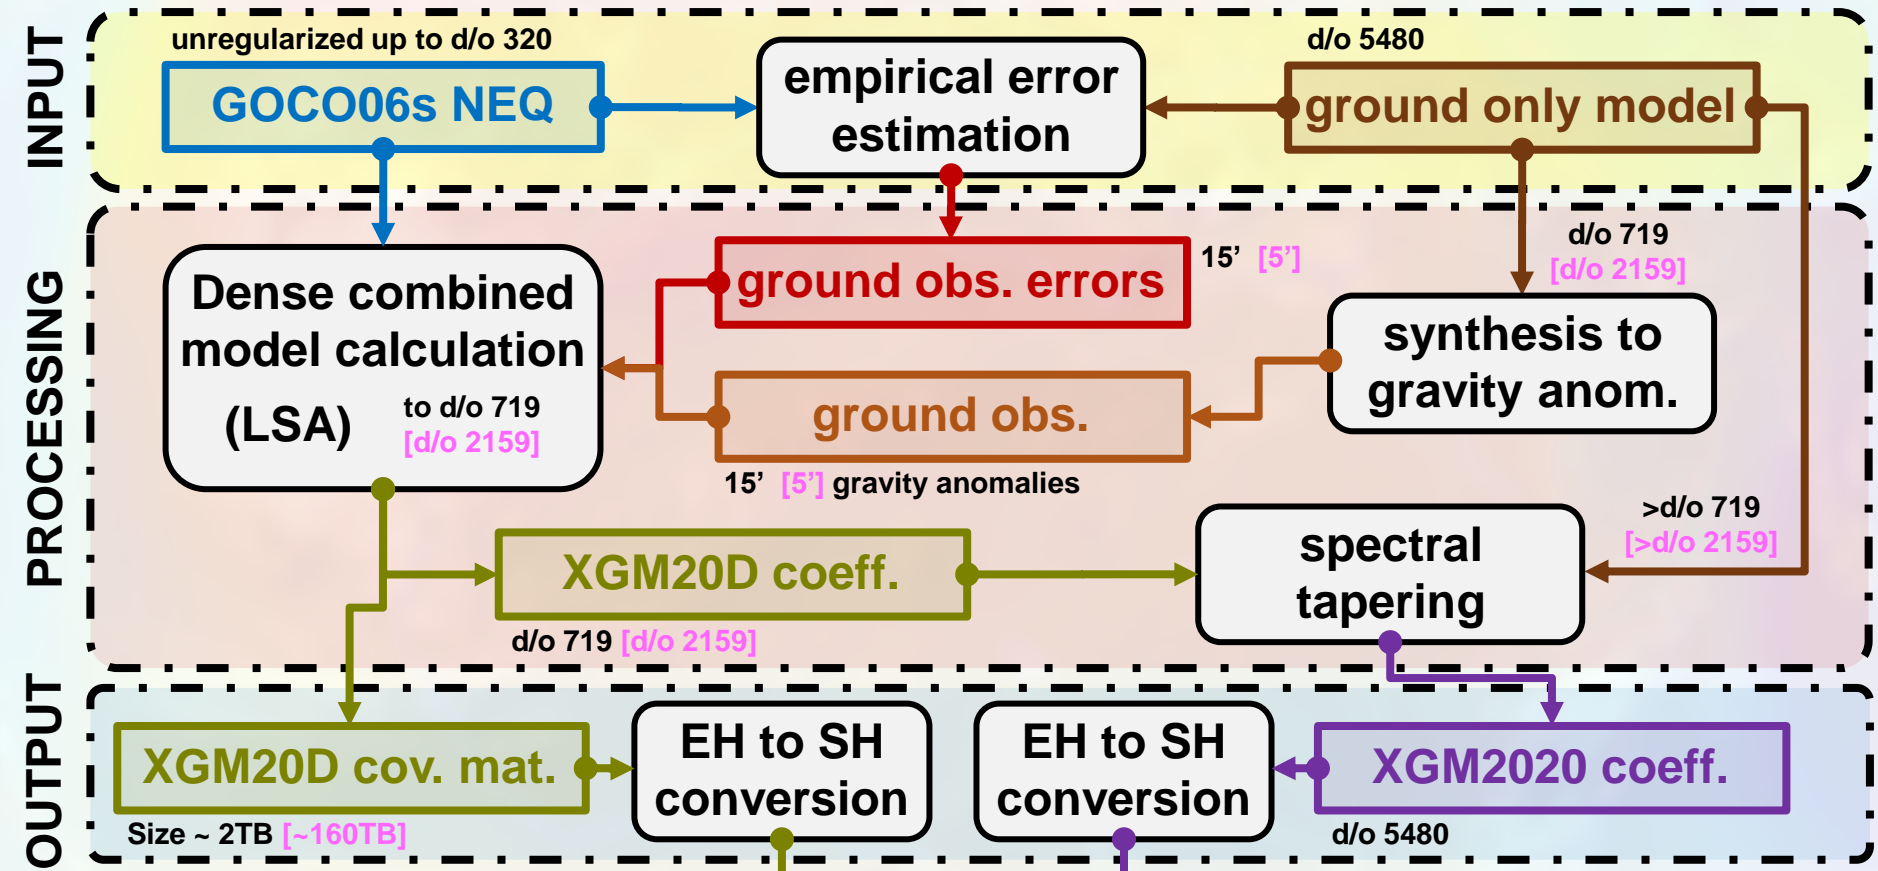 INPUT
unregularized up to d/o 320
GOCO06s NEQ
empirical error
estimation
d/o 5480
ground only model
PROCESSING
Dense combined
model calculation
(LSA)
to d/o 719
[d/o 2159]
ground obs. errors
15’ [5’]
d/o 719
[d/o 2159]
synthesis to
gravity anom.
ground obs.
15’ [5’] gravity anomalies
XGM20D coeff.
d/o 719 [d/o 2159]
spectral
tapering
>d/o 719
[>d/o 2159]
OUTPUT
XGM20D cov. mat.
Size ~ 2TB [~160TB]
EH to SH
conversion
EH to SH
conversion
XGM2020 coeff.
d/o 5480